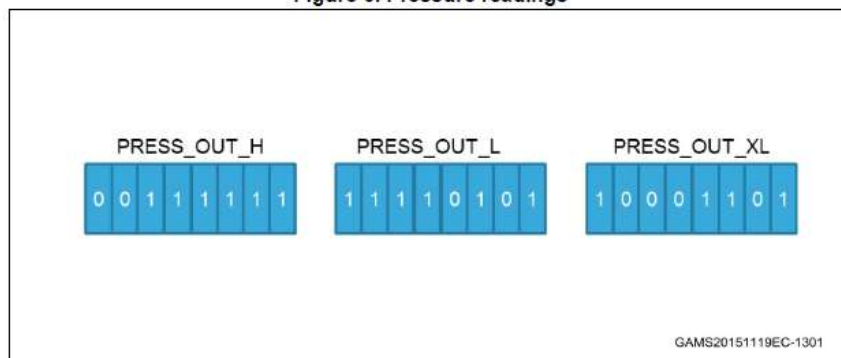 PRESS_OUT_H PRESS_OUT_L PRESS_OUT_XL
0 0 1 1 1 1 1 1 1 1 1 1 0 1 0 1 1 0 0 0 1 1 0 1
GAMS20151119EC-1301